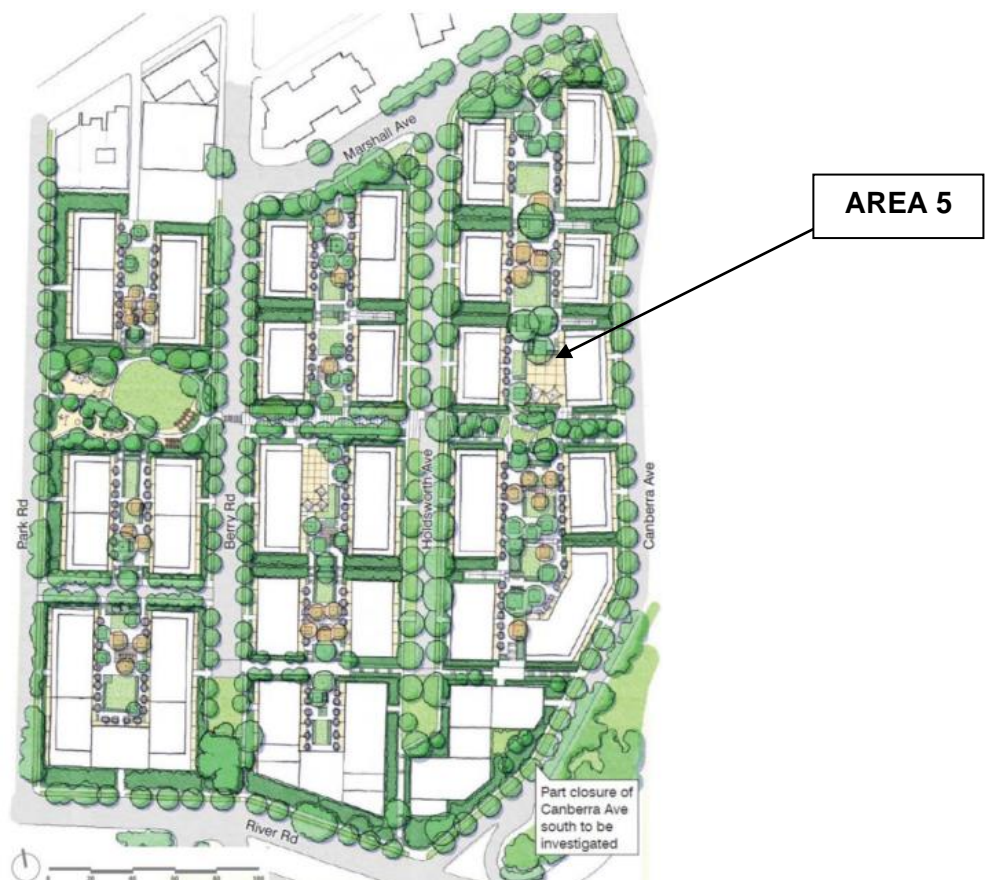 Marshall Ave
AREA 5
Park Rd
Berry Rd
Holdsworth Ave
Canberra Ave
Part closure of
Canberra Ave
south to be
investigated
River Rd